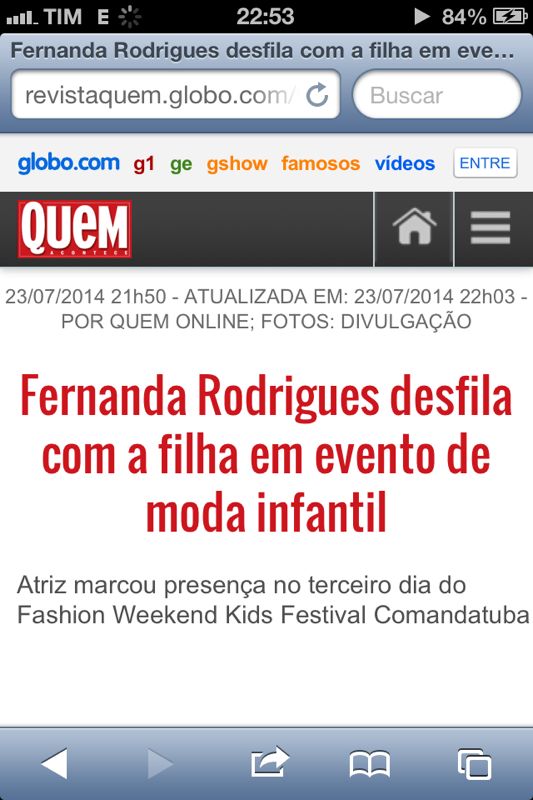 TIM E 22:53 84%
Fernanda Rodrigues desfila com a filha em eve...
revistaquem.globo.com/ Buscar
globo.com g1 ge gshow famosos vídeos ENTRE
QUEM
ACONTECE
23/07/2014 21h50 - ATUALIZADA EM: 23/07/2014 22h03 -
POR QUEM ONLINE; FOTOS: DIVULGAÇÃO
Fernanda Rodrigues desfila
com a filha em evento de
moda infantil
Atriz marcou presença no terceiro dia do
Fashion Weekend Kids Festival Comandatuba